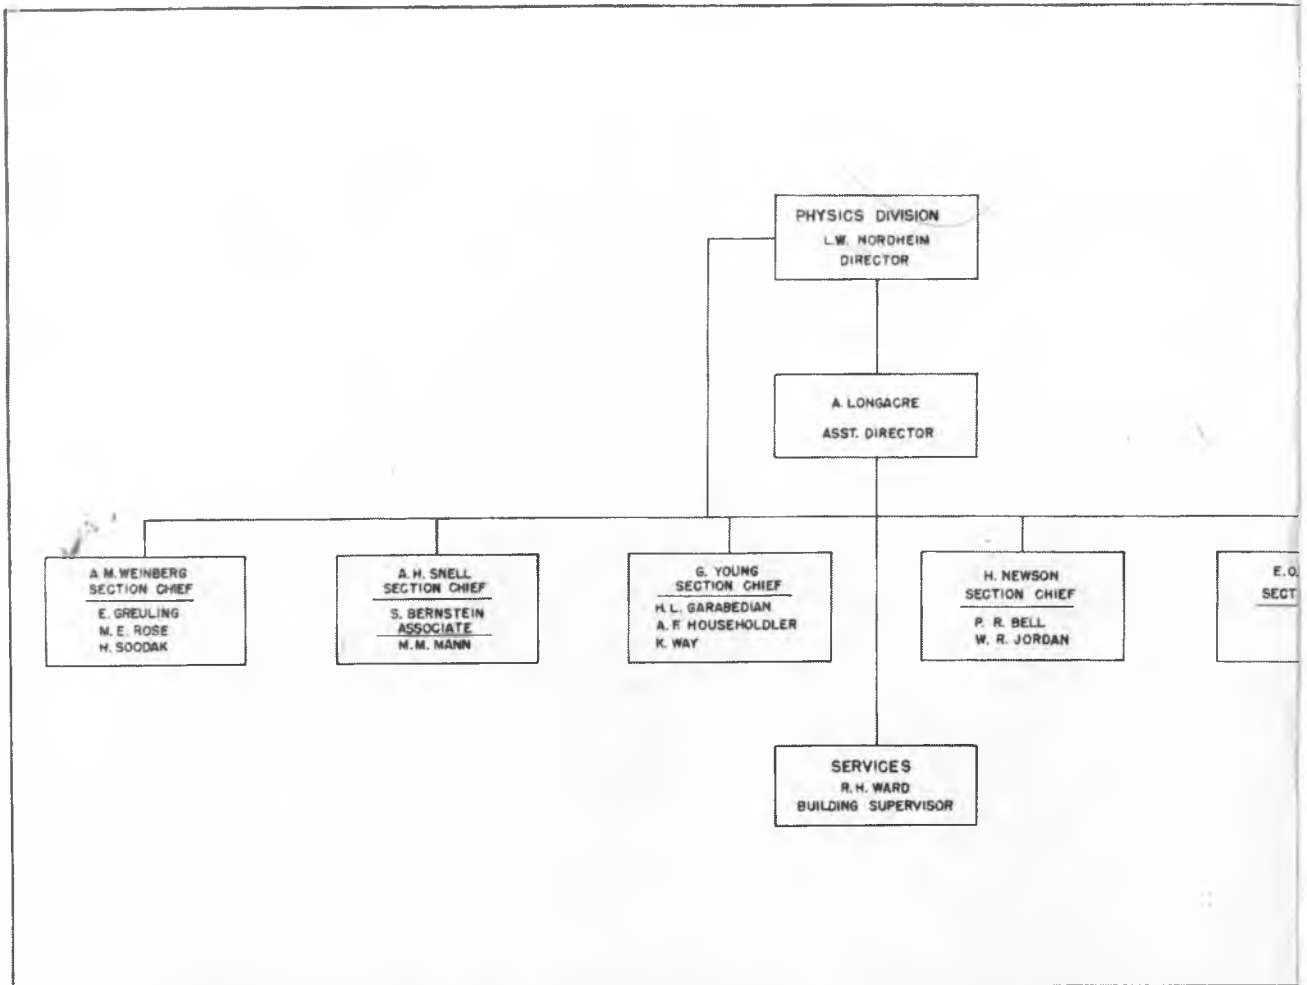 PHYSICS DIVISION
L.W. NORDHEIM
DIRECTOR
A. LONGACRE
ASST. DIRECTOR
A. M. WEINBERG
SECTION CHIEF
E. GREULING
M. E. ROSE
H. SOODAK
A. H. SNELL
SECTION CHIEF
S. BERNSTEIN
ASSOCIATE
M. M. MANN
G. YOUNG
SECTION CHIEF
H. L. GARABEDIAN
A. F. HOUSEHOLDLER
K. WAY
H. NEWSON
SECTION CHIEF
P. R. BELL
W. R. JORDAN
E. O.
SECT
SERVICES
R. H. WARD
BUILDING SUPERVISOR